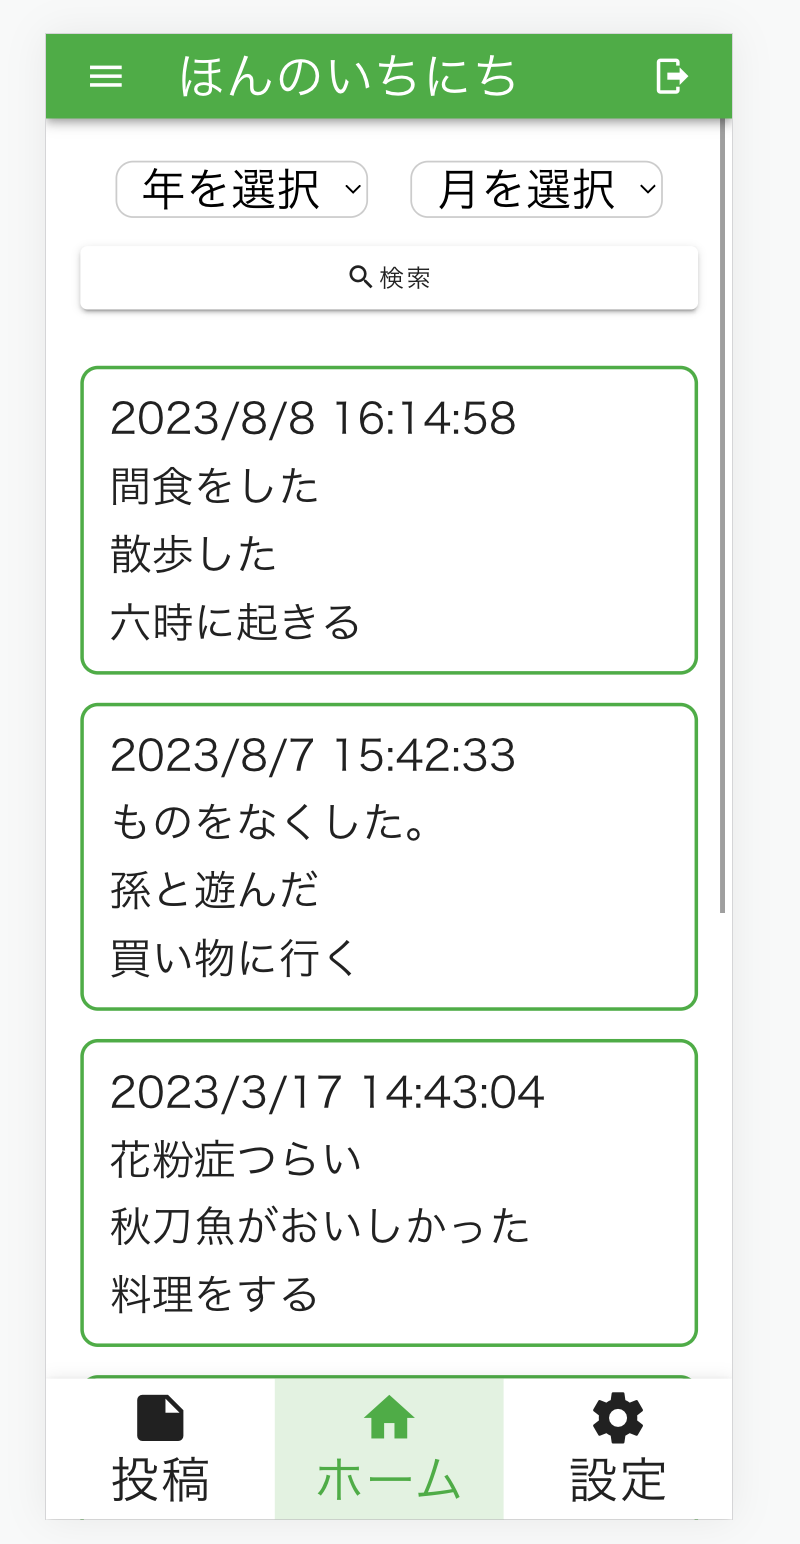 ほんのいちにち
年を選択 月を選択
検索
2023/8/8 16:14:58
間食をした
散歩した
六時に起きる
2023/8/7 15:42:33
ものをなくした。
孫と遊んだ
買い物に行く
2023/3/17 14:43:04
花粉症つらい
秋刀魚がおいしかった
料理をする
投稿 ホーム 設定